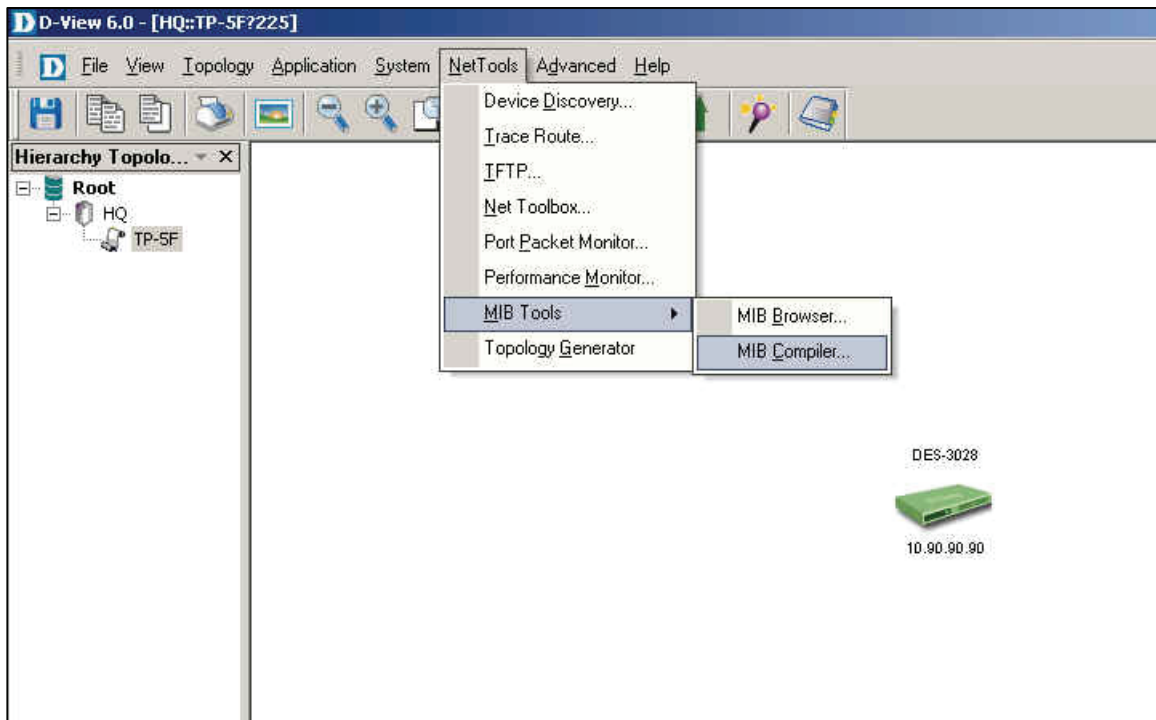 D-View 6.0 - [HQ::TP-5F?225]
File View Topology Application System NetTools Advanced Help
Hierarchy Topolo...
Root
HQ
TP-5F
Device Discovery...
Trace Route...
TFTP...
Net Toolbox...
Port Packet Monitor...
Performance Monitor...
MIB Tools
Topology Generator
MIB Browser...
MIB Compiler...
DES-3028
10.90.90.90